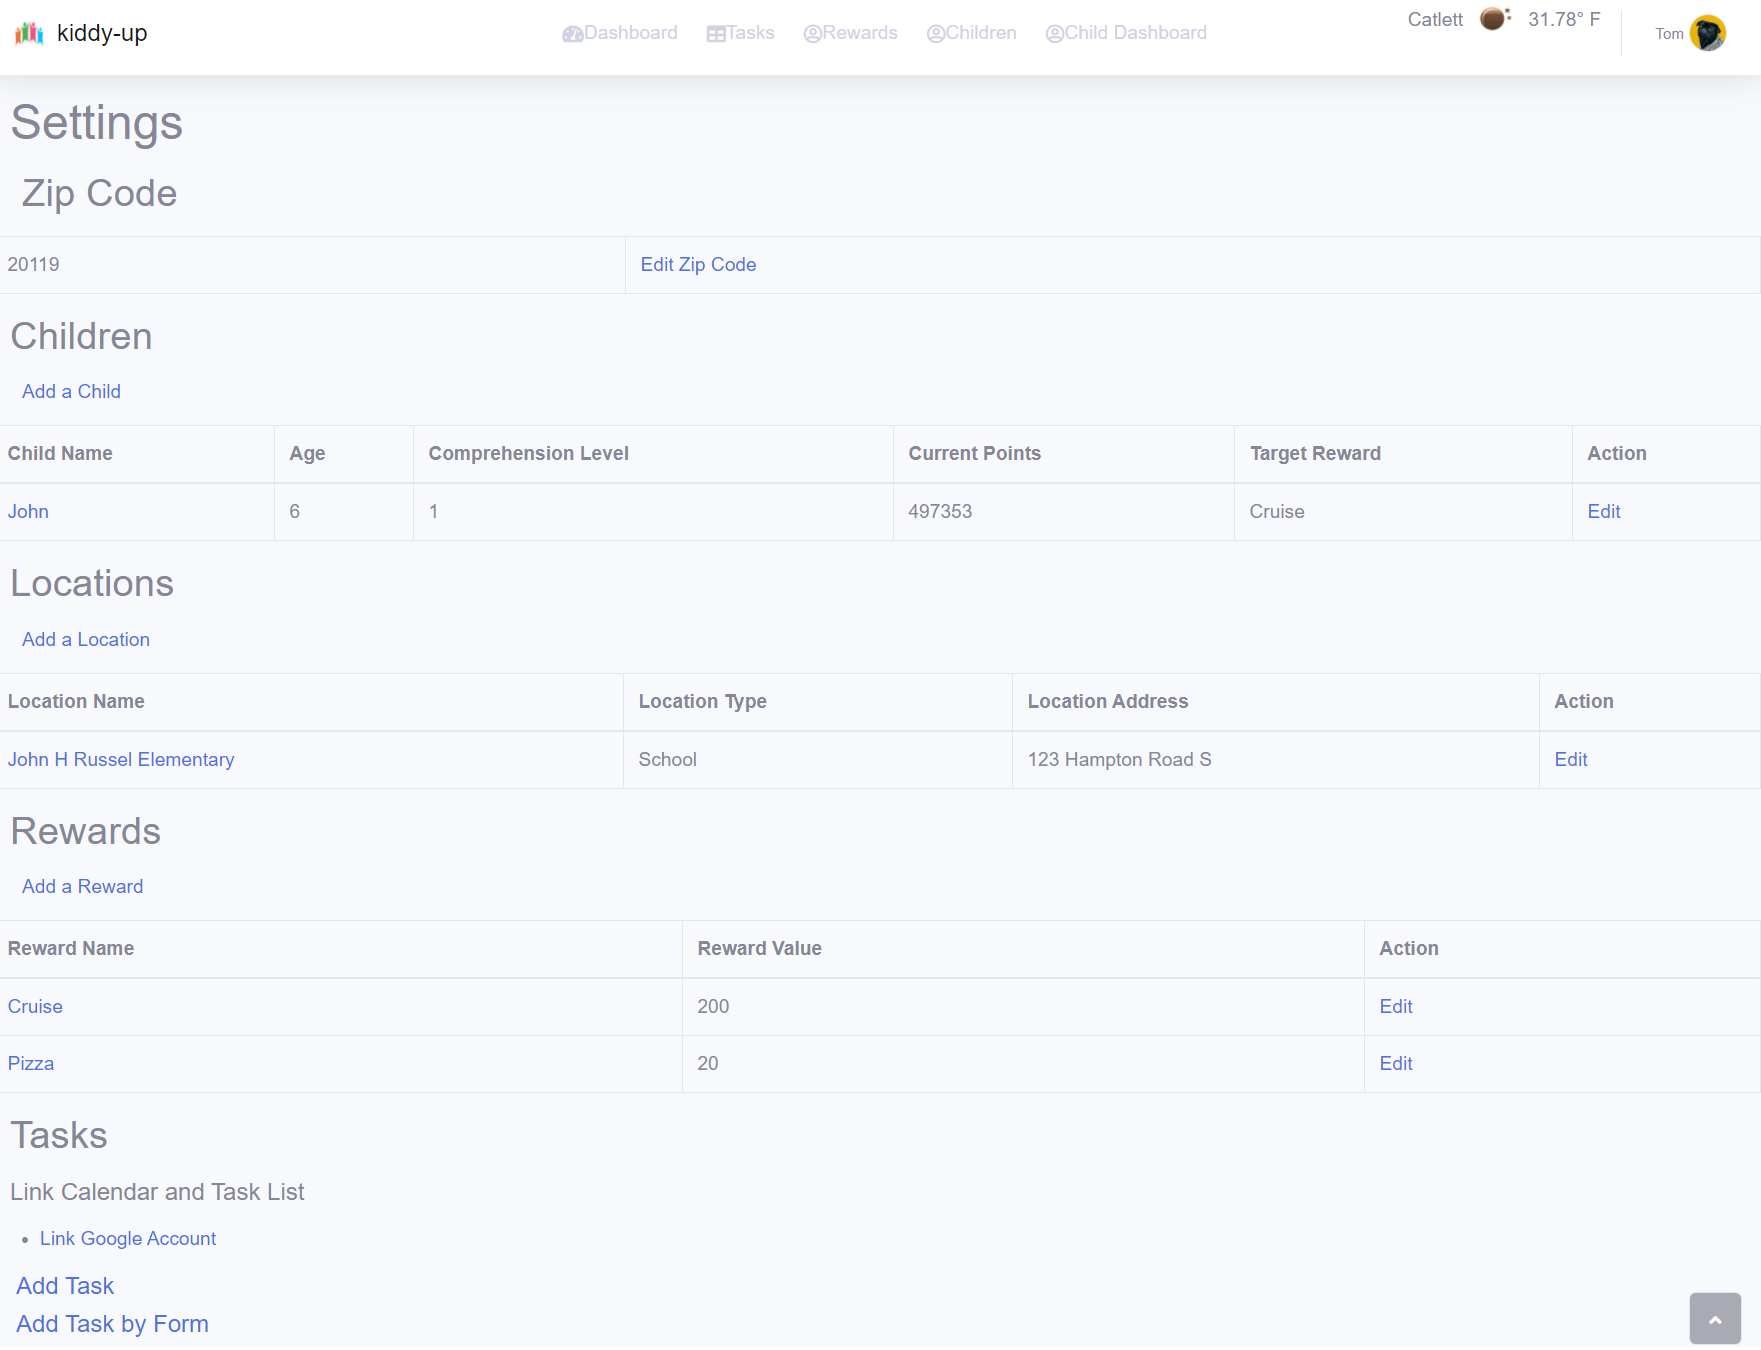 kiddy-up Dashboard Tasks Rewards Children Child Dashboard Catlett 31.78° F Tom
Settings
Zip Code
20119 Edit Zip Code
Children
Add a Child
Child Name Age Comprehension Level Current Points Target Reward Action
John 6 1 497353 Cruise Edit
Locations
Add a Location
Location Name Location Type Location Address Action
John H Russel Elementary School 123 Hampton Road S Edit
Rewards
Add a Reward
Reward Name Reward Value Action
Cruise 200 Edit
Pizza 20 Edit
Tasks
Link Calendar and Task List
• Link Google Account
Add Task
Add Task by Form